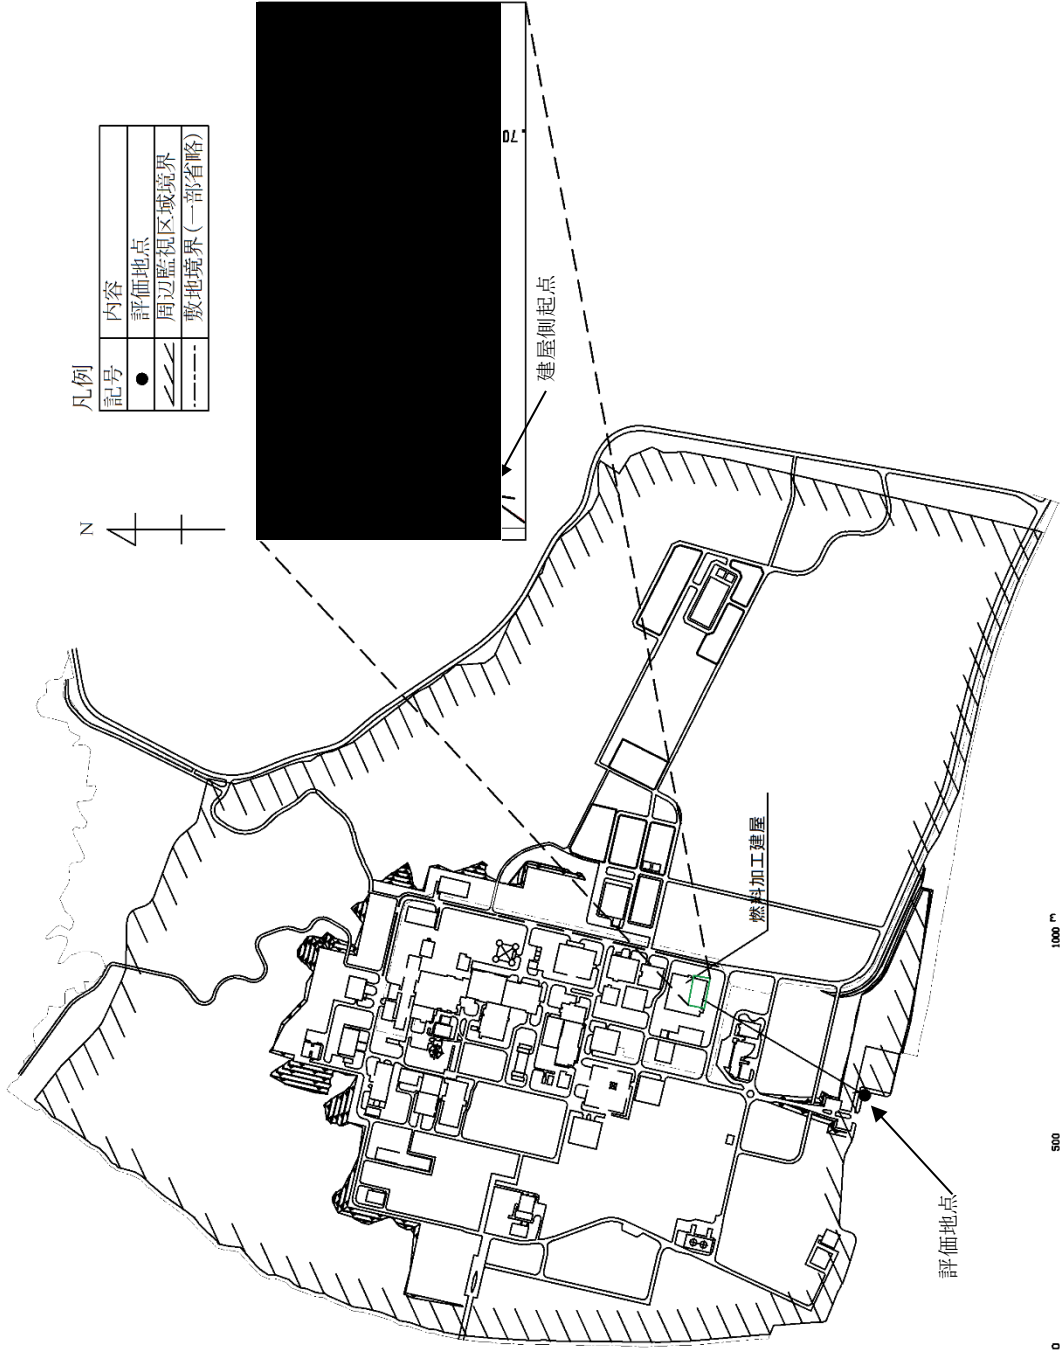 凡例
記号 内容
評価地点
周辺監視区域境界
敷地境界(一部省略)
N
.70
建屋側起点
燃料加工建屋
評価地点
0 500 1000 m